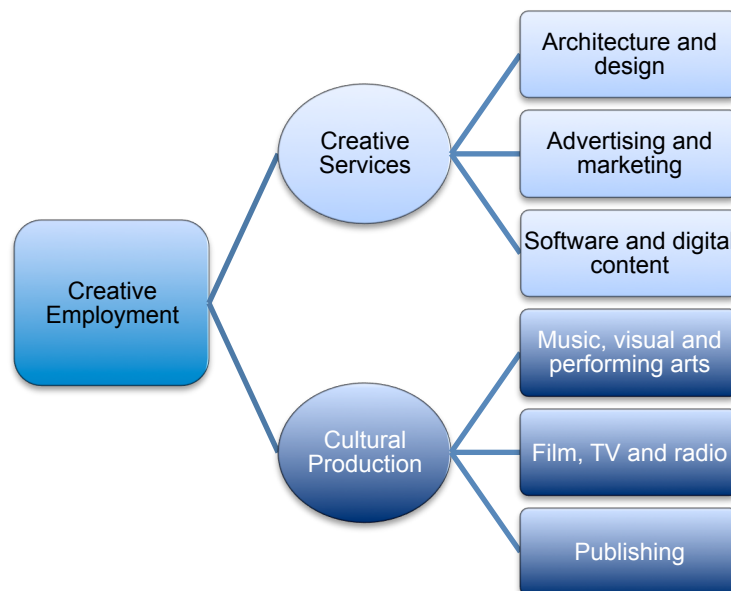 Creative
Employment
Creative
Services
Architecture and
design
Advertising and
marketing
Software and digital
content
Cultural
Production
Music, visual and
performing arts
Film, TV and radio
Publishing